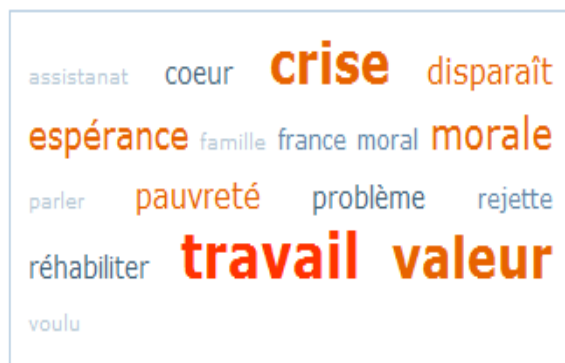 assistanat coeur crise disparaît
espérance famille france moral morale
parler pauvreté problème rejette
réhabiliter travail valeur
voulu